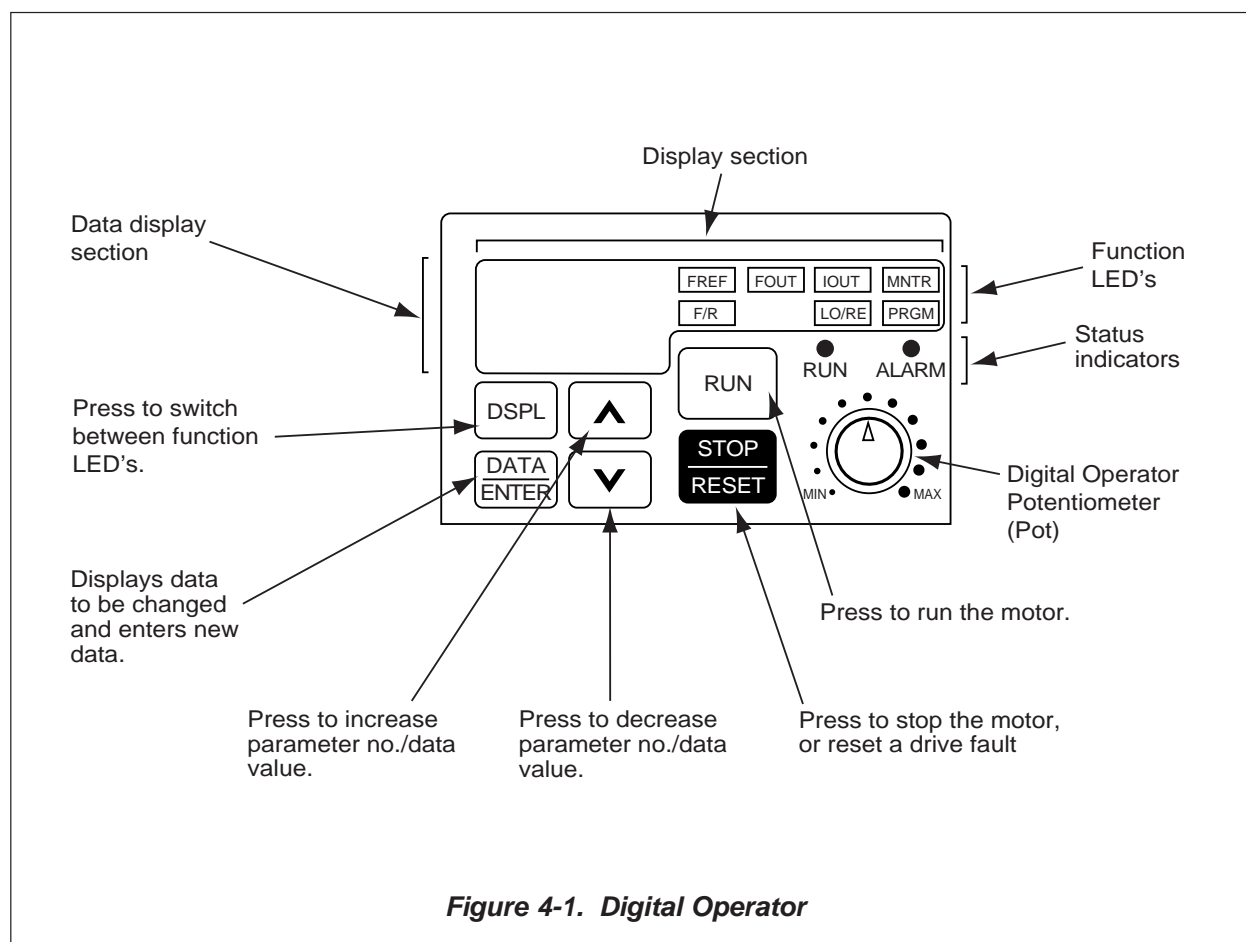 Display section
Data display
section
Function
LED's
FREF FOUT IOUT MNTR
F/R LO/RE PRGM
Status
indicators
RUN ALARM
Press to switch
between function
LED's.
DSPL
RUN
DATA
ENTER
STOP
RESET
MIN MAX
Digital Operator
Potentiometer
(Pot)
Displays data
to be changed
and enters new
data.
Press to run the motor.
Press to increase
parameter no./data
value.
Press to decrease
parameter no./data
value.
Press to stop the motor,
or reset a drive fault
Figure 4-1. Digital Operator